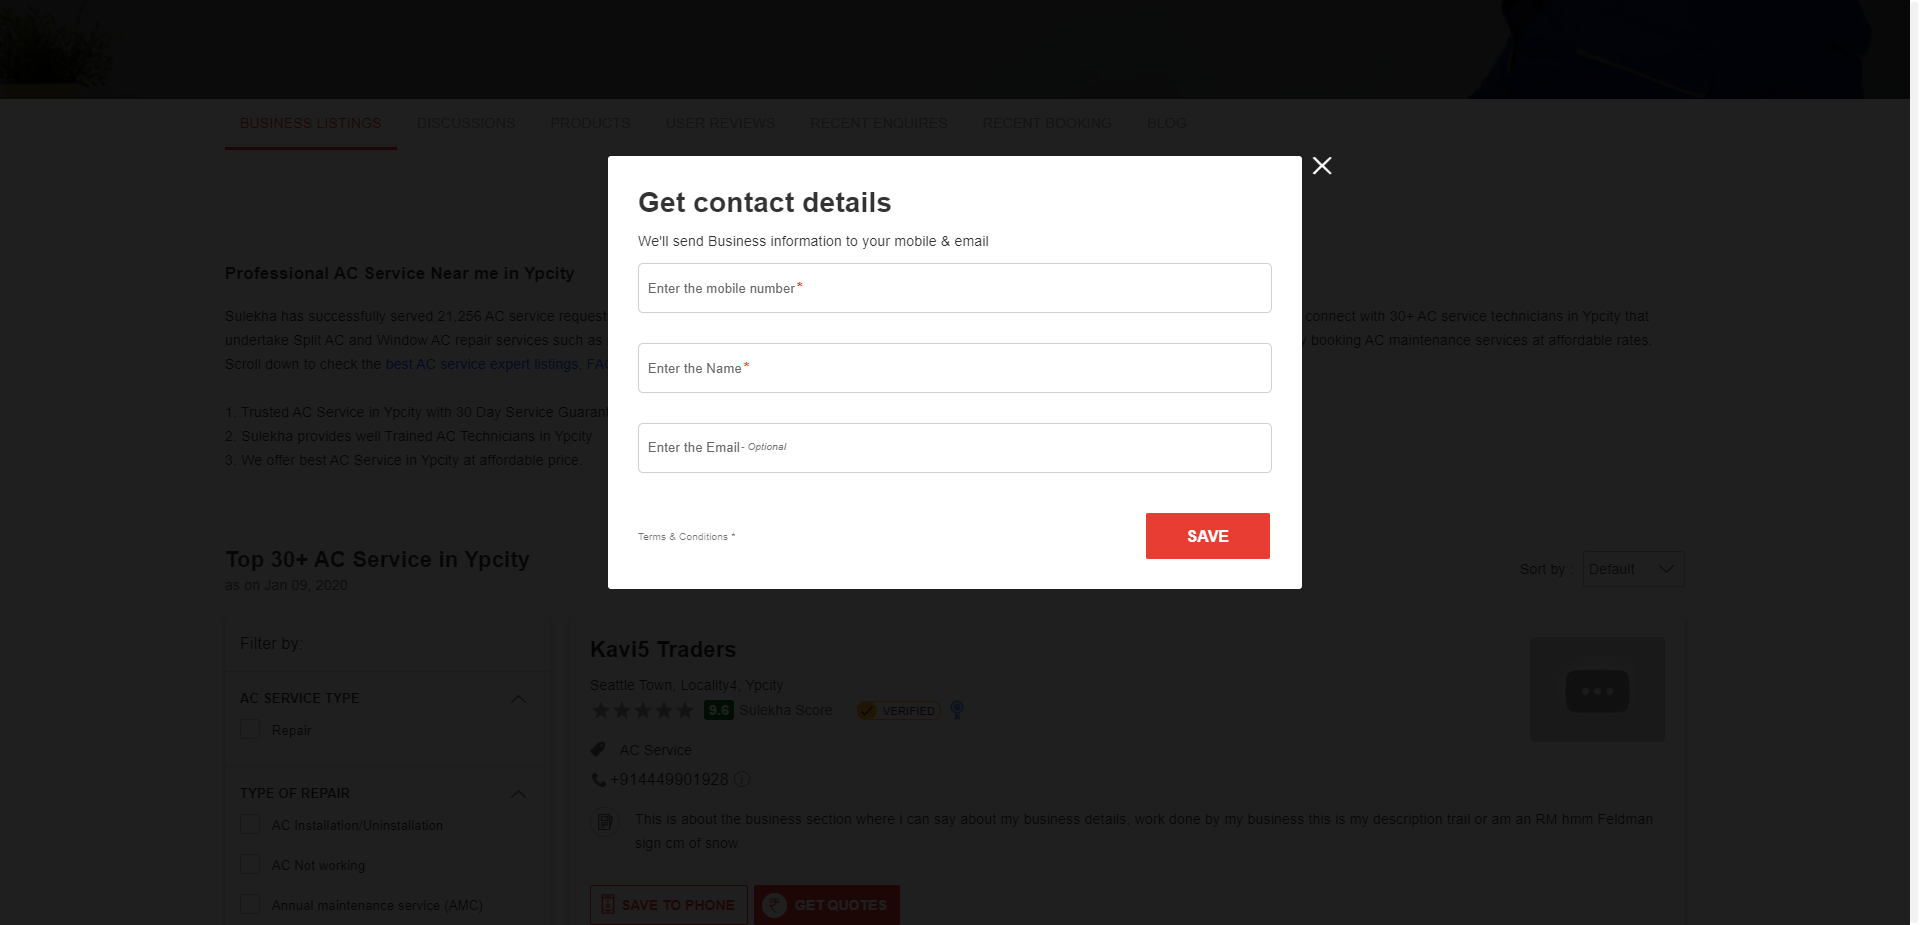 BUSINESS LISTINGS DISCUSSIONS PRODUCTS USER REVIEWS RECENT ENQUIRES RECENT BOOKING BLOG
Get contact details
We'll send Business information to your mobile & email
Enter the mobile number*
Enter the Name*
Enter the Email- Optional
Terms & Conditions *
SAVE
Professional AC Service Near me in Ypcity
Sulekha has successfully served 21,256 AC service request connect with 30+ AC service technicians in Ypcity that
undertake Split AC and Window AC repair services such as booking AC maintenance services at affordable rates.
Scroll down to check the best AC service expert listings,
1. Trusted AC Service in Ypcity with 30 Day Service
2. Sulekha provides well Trained AC Technicians in Ypcity
3. We offer best AC Service in Ypcity at affordable price.
Top 30+ AC Service in Ypcity
as on Jan 09, 2020
Sort by : Default
Filter by:
AC SERVICE TYPE
Repair
TYPE OF REPAIR
AC Installation/Uninstallation
AC Not working
Annual maintenance service (AMC)
Kavi5 Traders
Seattle Town, Locality4, Ypcity
9.6 Sulekha Score VERIFIED
AC Service
+914449901928
This is about the business section where i can say about my business details, work done by my business this is my description trail or am an RM hmm Feldman
sign cm of snow.
SAVE TO PHONE GET QUOTES